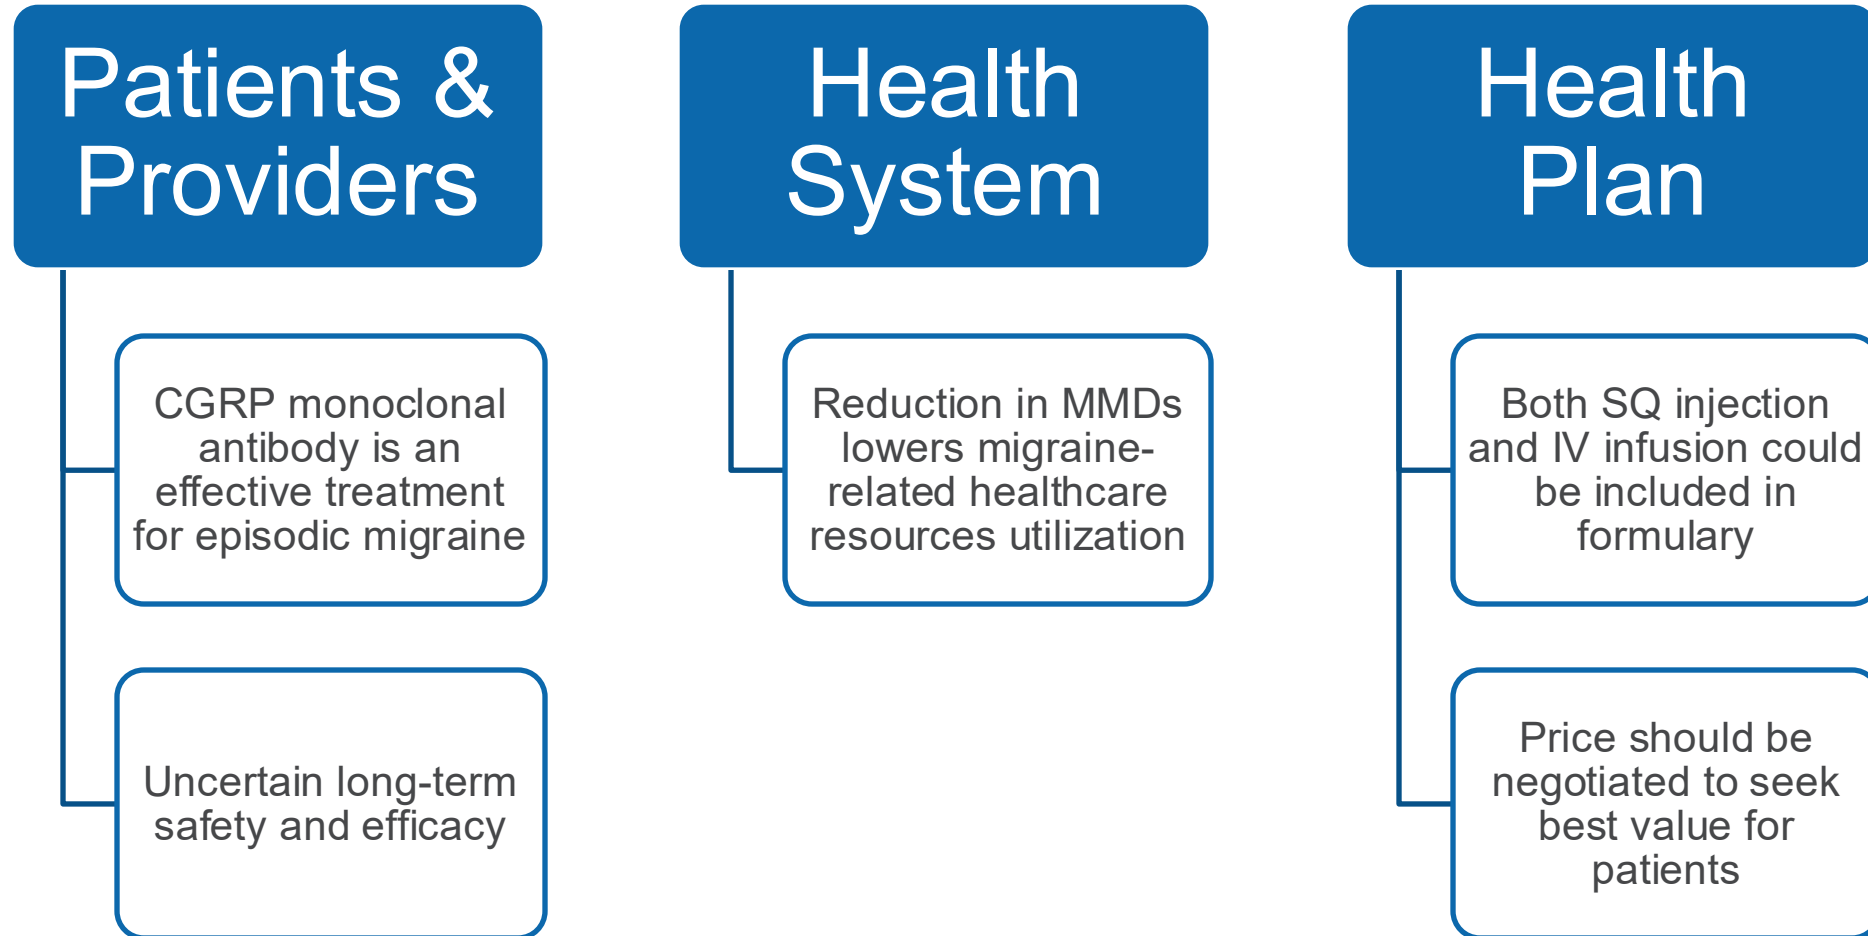 Patients &
Providers
CGRP monoclonal
antibody is an
effective treatment
for episodic migraine
Uncertain long-term
safety and efficacy
Health
System
Reduction in MMDs
lowers migraine-
related healthcare
resources utilization
Health
Plan
Both SQ injection
and IV infusion could
be included in
formulary
Price should be
negotiated to seek
best value for
patients